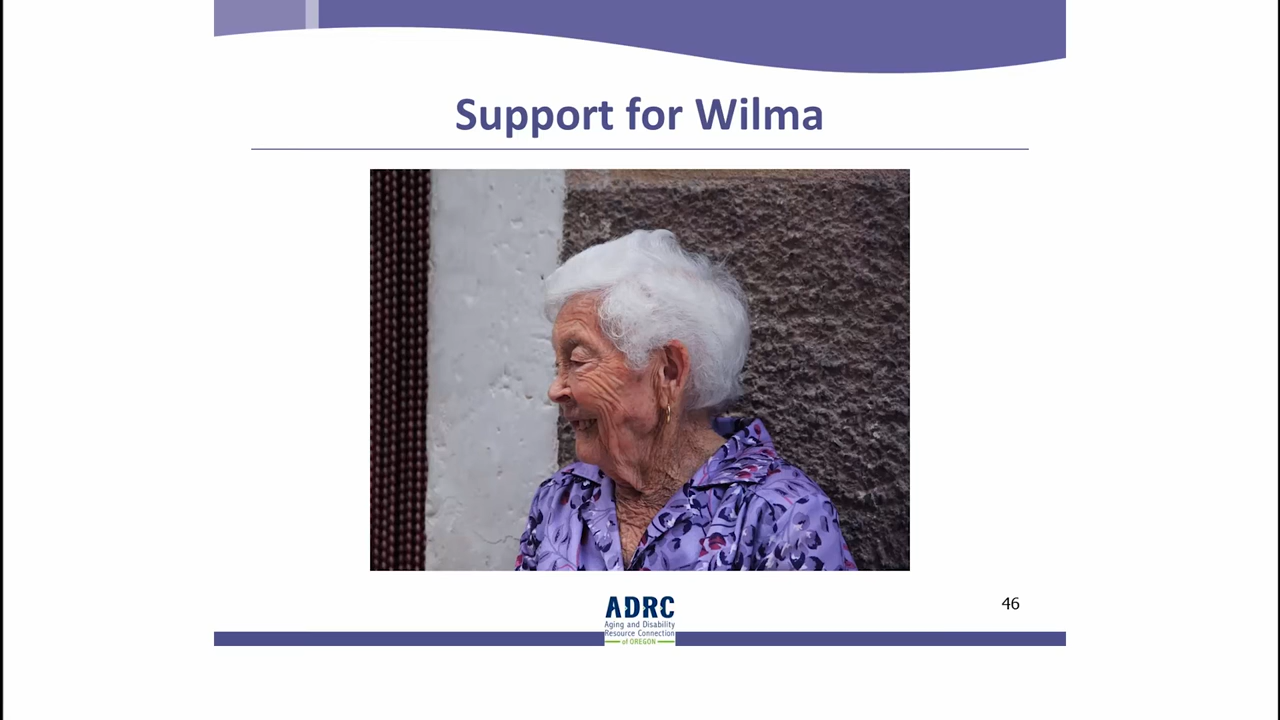 Support for Wilma
46
ADRC
Aging and Disability
Resource Connection
of OREGON